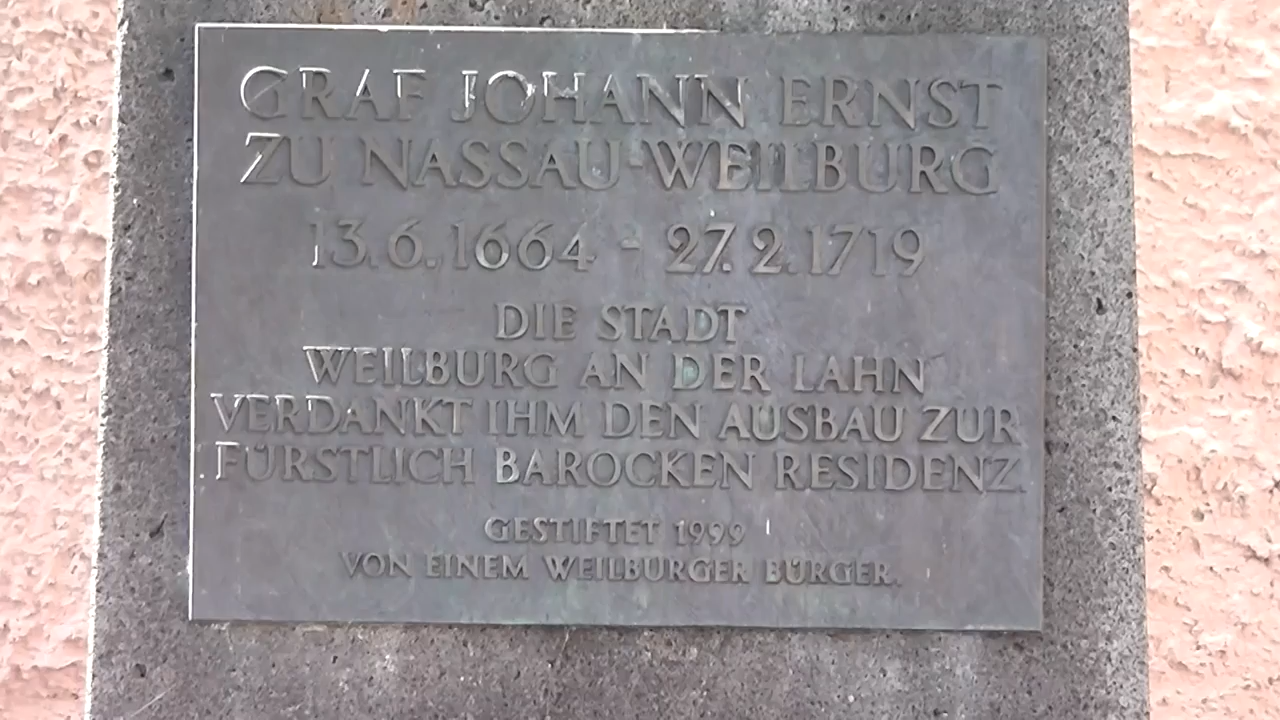 GRAF JOHANN ERNST
ZU NASSAU-WEILBURG
13.6.1664 - 27.2.1719
DIE STADT
WEILBURG AN DER LAHN
VERDANKT IHM DEN AUSBAU ZUR
FÜRSTLICH BAROCKEN RESIDENZ.
GESTIFTET 1999
VON EINEM WEILBURGER BÜRGER.